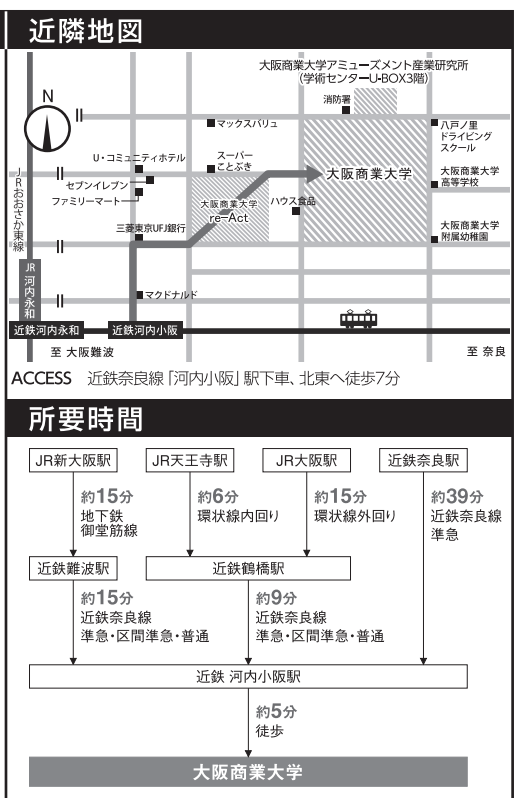 近隣地図
大阪商業大学アミューズメント産業研究所
(学術センターU-BOX3階)
N
消防署
マックスバリュ
八戸ノ里
ドライビング
スクール
U・コミュニティホテル
スーパー
ことぶき
セブンイレブン
ファミリーマート
大阪商業大学
大阪商業大学
高等学校
JRおおさか東線
大阪商業大学
re-Act
ハウス食品
三菱東京UFJ銀行
大阪商業大学
附属幼稚園
JR河内永和
マクドナルド
近鉄河内永和
近鉄河内小阪
至 大阪難波
至 奈良
ACCESS 近鉄奈良線「河内小阪」駅下車、北東へ徒歩7分
所要時間
JR新大阪駅
JR天王寺駅
JR大阪駅
近鉄奈良駅
約15分
地下鉄
御堂筋線
約6分
環状線内回り
約15分
環状線外回り
約39分
近鉄奈良線
準急
近鉄難波駅
近鉄鶴橋駅
約15分
近鉄奈良線
準急・区間準急・普通
約9分
近鉄奈良線
準急・区間準急・普通
近鉄 河内小阪駅
約5分
徒歩
大阪商業大学